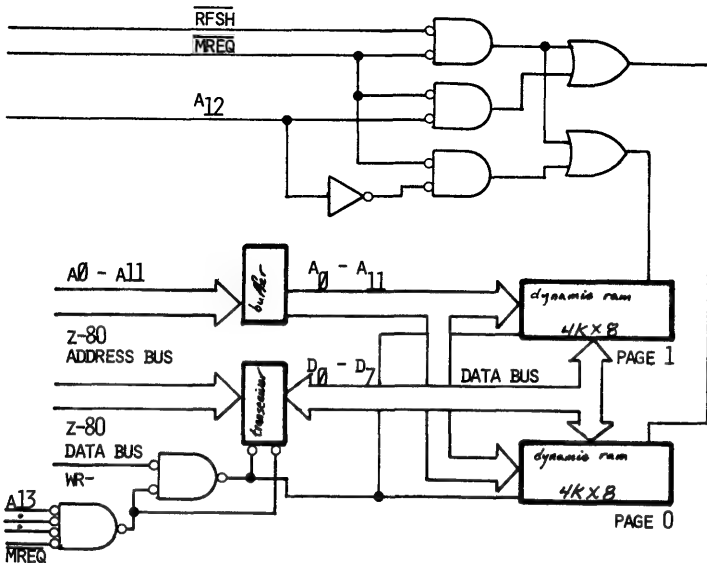 RFSH
MREQ
A12
A0 - A11
buffer
A0 - A11
dynamic ram
4K X 8
PAGE 1
Z-80
ADDRESS BUS
transceiver
D0 - D7
DATA BUS
Z-80
DATA BUS
WR-
dynamic ram
4K X 8
PAGE 0
A13
MREQ